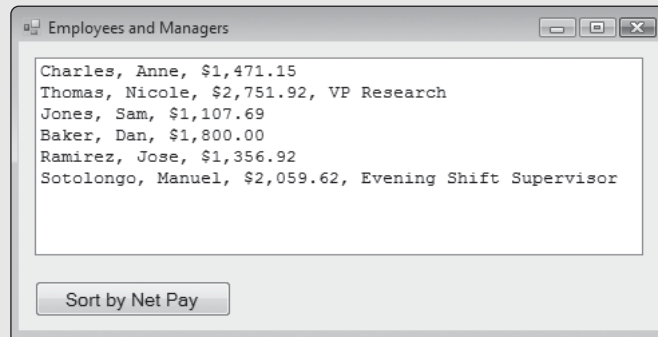 Employees and Managers
Charles, Anne, $1,471.15
Thomas, Nicole, $2,751.92, VP Research
Jones, Sam, $1,107.69
Baker, Dan, $1,800.00
Ramirez, Jose, $1,356.92
Sotolongo, Manuel, $2,059.62, Evening Shift Supervisor
Sort by Net Pay